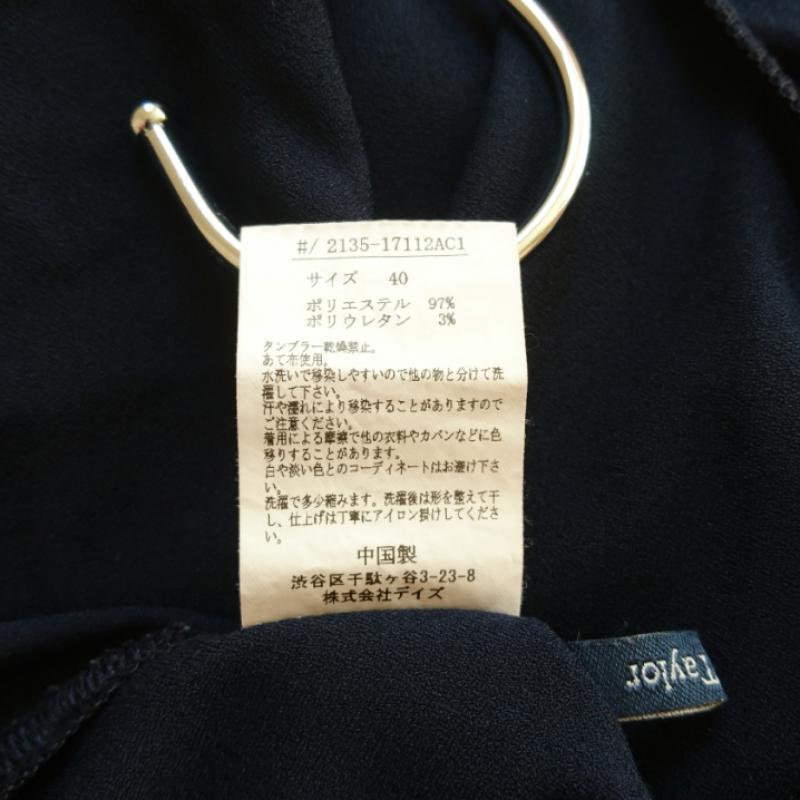 #/ 2135-17112AC1
サイズ 40
ポリエステル 97%
ポリウレタン 3%
タンブラー乾燥禁止。
あて布使用。
水洗いで移染しやすいので他の物と分けて洗
濯して下さい。
汗や濡れにより移染することがありますので
ご注意ください。
着用による摩擦で他の衣料やカバンなどに色
移りすることがあります。
白や淡い色とのコーディネートはお避け下さ
い。
洗濯で多少縮みます。洗濯後は形を整えて干
し、仕上げは丁寧にアイロン掛けしてくださ
い。
中国製
渋谷区千駄ヶ谷3-23-8
株式会社デイズ
Taylor